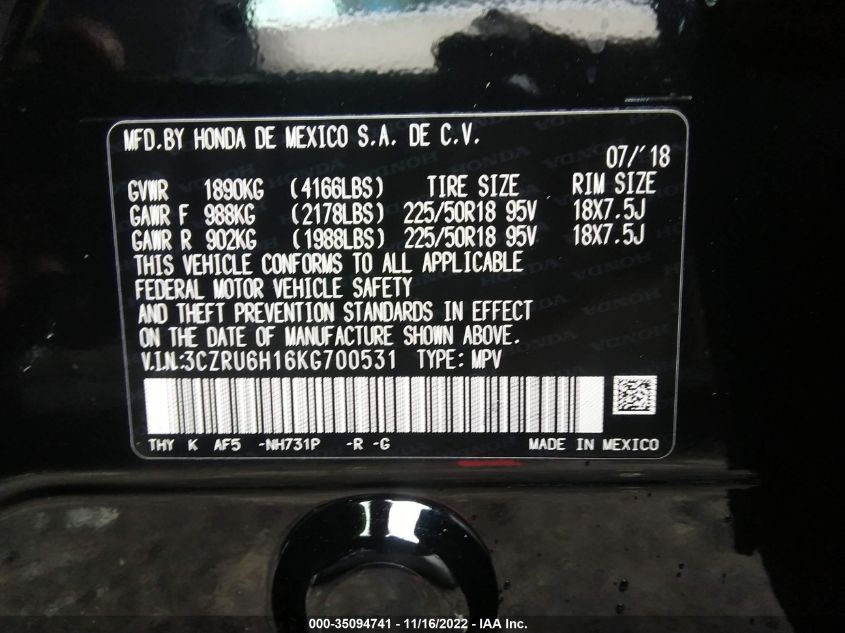 MFD.BY HONDA DE MEXICO S.A. DE C.V.
07/'18
GVWR 1890KG (4166LBS) TIRE SIZE RIM SIZE
GAWR F 988KG (2178LBS) 225/50R18 95V 18X7.5J
GAWR R 902KG (1988LBS) 225/50R18 95V 18X7.5J
THIS VEHICLE CONFORMS TO ALL APPLICABLE
FEDERAL MOTOR VEHICLE SAFETY
AND THEFT PREVENTION STANDARDS IN EFFECT
ON THE DATE OF MANUFACTURE SHOWN ABOVE.
V.I.N.:3CZRU6H16KG700531 TYPE: MPV
THY K AF5 -NH731P -R -G MADE IN MEXICO
000-35094741 - 11/16/2022 - IAA Inc.